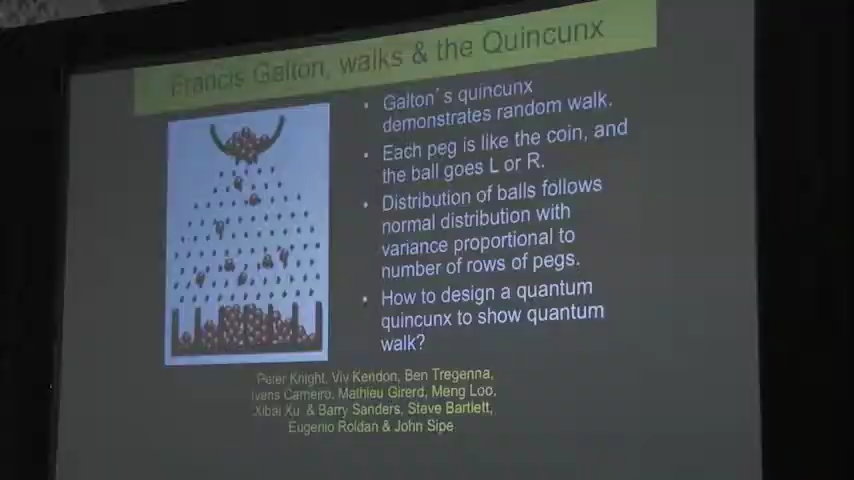 Francis Galton, walks & the Quincunx
• Galton's quincunx
demonstrates random walk.
• Each peg is like the coin, and
the ball goes L or R.
• Distribution of balls follows
normal distribution with
variance proportional to
number of rows of pegs.
• How to design a quantum
quincunx to show quantum
walk?
Peter Knight, Viv Kendon, Ben Tregenna,
Ivens Carneiro, Mathieu Girerd, Meng Loo,
Xibai Xu & Barry Sanders, Steve Bartlett,
Eugenio Roldan & John Sipe